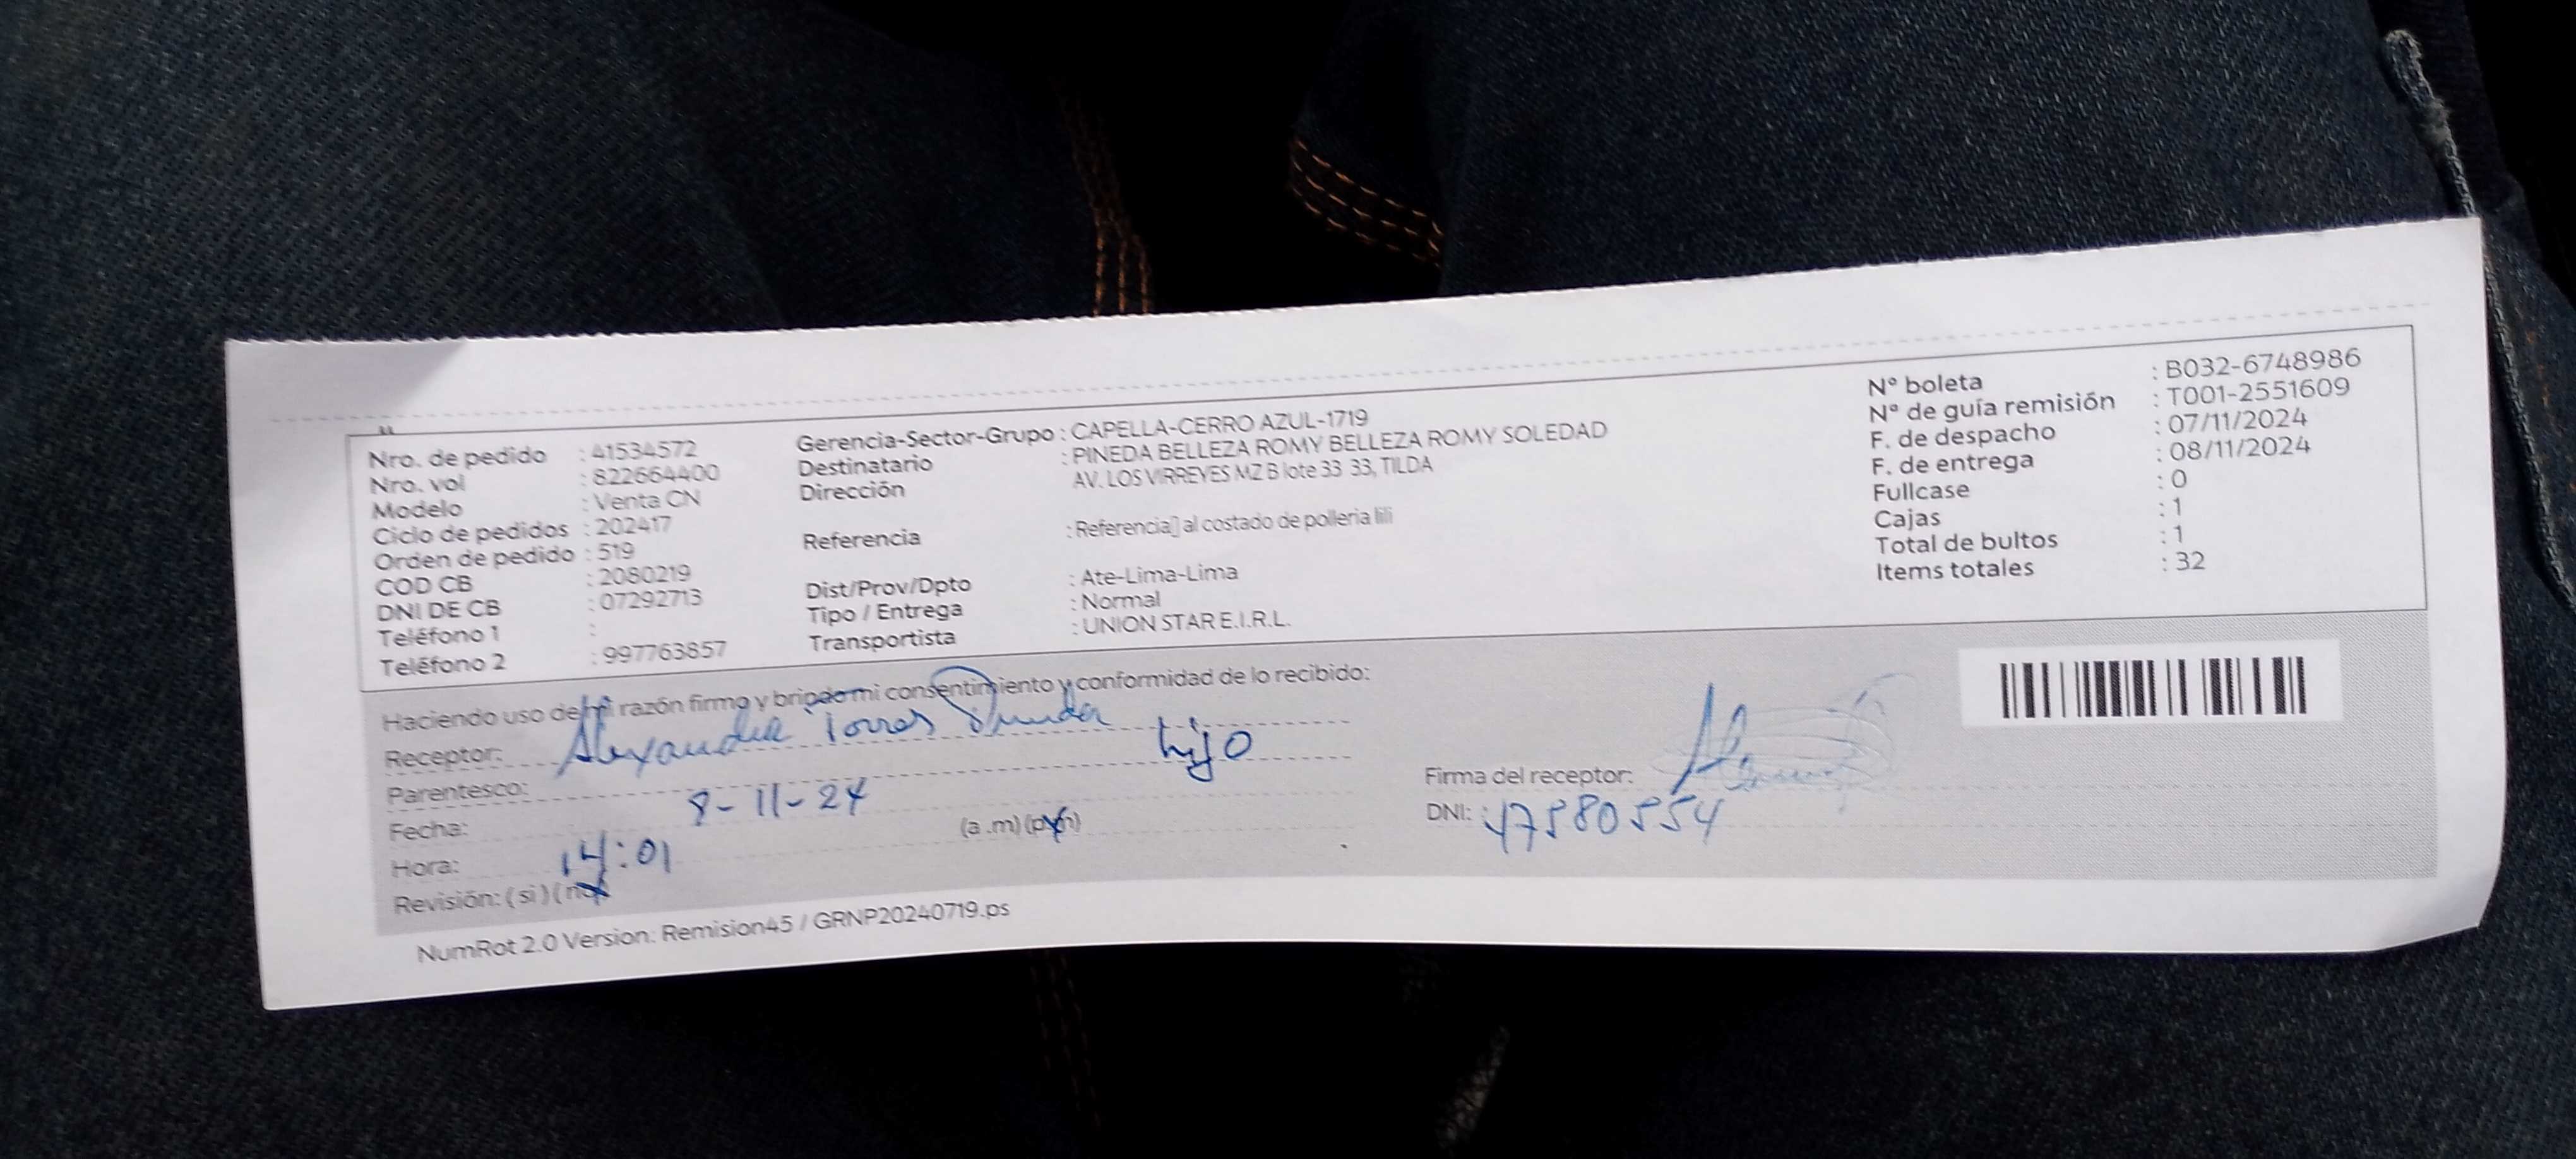 Nro. de pedido : 41534572
Nro. vol : 822664400
Modelo : Venta CN
Ciclo de pedidos : 202417
Orden de pedido : 519
COD CB : 2080219
DNI DE CB : 07292713
Teléfono 1 :
Teléfono 2 : 997763857
Gerencia-Sector-Grupo : CAPELLA-CERRO AZUL-1719
Destinatario : PINEDA BELLEZA ROMY BELLEZA ROMY SOLEDAD
Dirección AV. LOS VIRREYES MZ B lote 33 33, TILDA
Referencia : Referencia] al costado de polleria lili
Dist/Prov/Dpto : Ate-Lima-Lima
Tipo / Entrega : Normal
Transportista : UNION STAR E.I.R.L.
N° boleta : B032-6748986
N° de guía remisión : T001-2551609
F. de despacho : 07/11/2024
F. de entrega : 08/11/2024
Fullcase : 0
Cajas : 1
Total de bultos : 1
Items totales : 32
Haciendo uso de mi razón firmo y brindo mi consentimiento y conformidad de lo recibido:
Receptor: Torres
Parentesco: hijo
Fecha: 8-11-24
Hora: 14:01 (a .m) (p.m)
Revisión: ( si ) ( no
Firma del receptor:
DNI: 47580554
NumRot 2.0 Version: Remision45 / GRNP20240719.ps